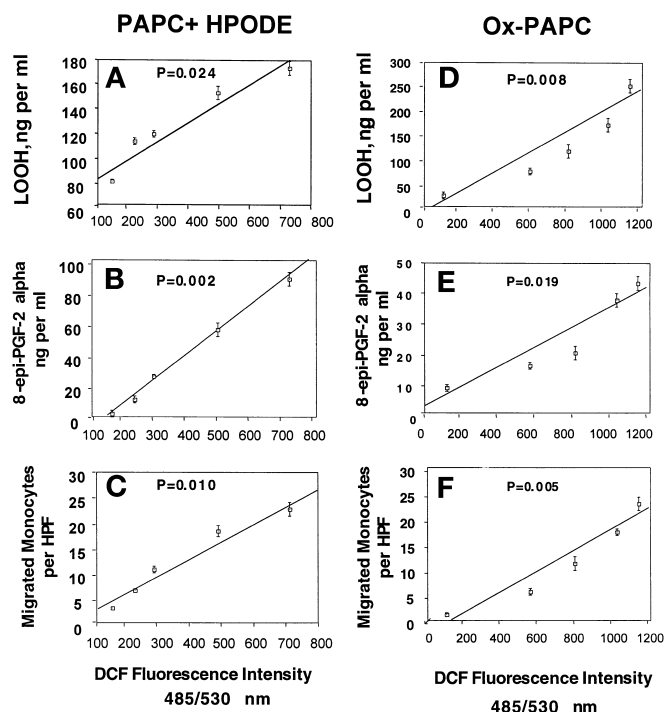 PAPC+ HPODE
Ox-PAPC
A
P=0.024
LOOH, ng per ml
180
160
140
120
100
80
60
100 200 300 400 500 600 700 800
D
P=0.008
LOOH, ng per ml
300
250
200
150
100
50
0
0 200 400 600 800 1000 1200
B
P=0.002
8-epi-PGF-2 alpha
ng per ml
100
80
60
40
20
0
100 200 300 400 500 600 700 800
E
P=0.019
8-epi-PGF-2 alpha
ng per ml
50
40
30
20
10
0
0 200 400 600 800 1000 1200
C
P=0.010
Migrated Monocytes
per HPF
30
25
20
15
10
5
0
100 200 300 400 500 600 700 800
F
P=0.005
Migrated Monocytes
per HPF
30
25
20
15
10
5
0
0 200 400 600 800 1000 1200
DCF Fluorescence Intensity
485/530 nm
DCF Fluorescence Intensity
485/530 nm